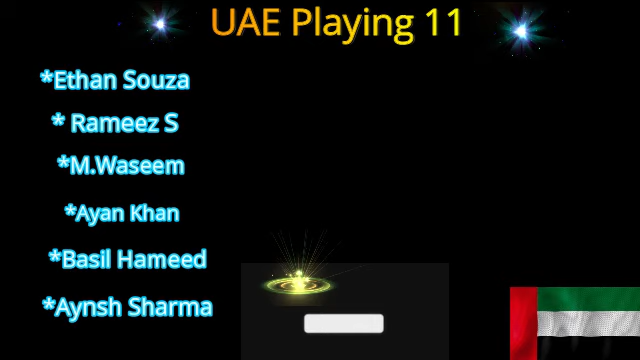 UAE Playing 11
*Ethan Souza
* Rameez S
*M.Waseem
*Ayan Khan
*Basil Hameed
*Aynsh Sharma